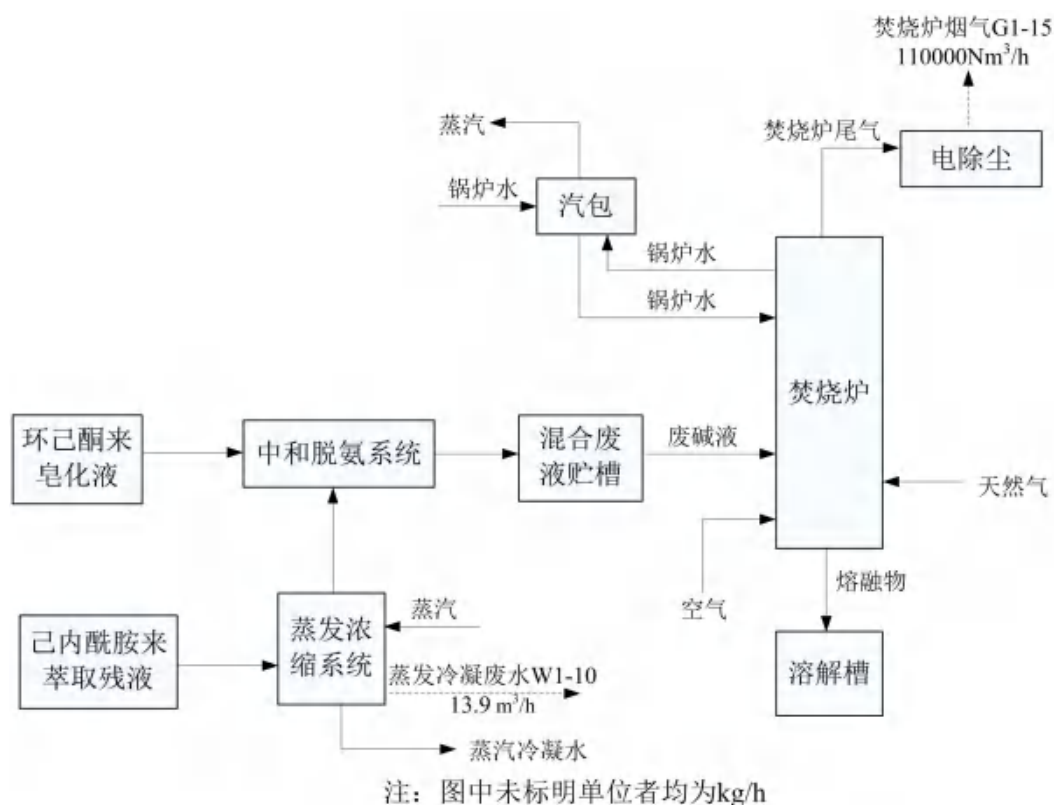 焚烧炉烟气G1-15
110000Nm³/h
蒸汽
焚烧炉尾气
电除尘
锅炉水
汽包
锅炉水
锅炉水
焚烧炉
环己酮来
皂化液
中和脱氨系统
混合废
液贮槽
废碱液
天然气
熔融物
空气
己内酰胺来
萃取残液
蒸发浓
缩系统
蒸汽
蒸发冷凝废水W1-10
13.9 m³/h
溶解槽
蒸汽冷凝水
注：图中未标明单位者均为kg/h